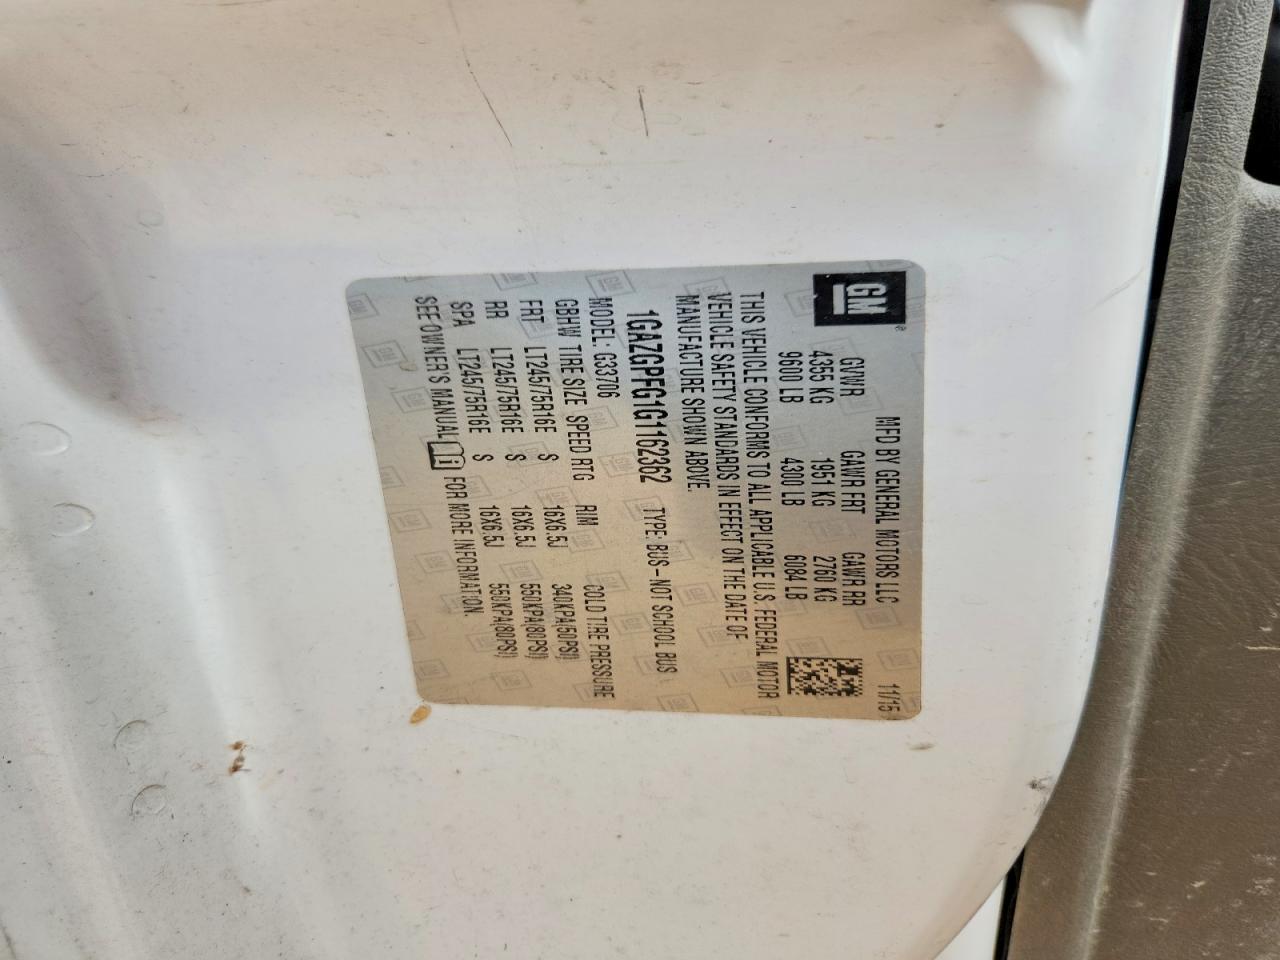 GM
MFD BY GENERAL MOTORS LLC 11/15
GVWR GAWR FRT GAWR RR
4355 KG 1951 KG 2760 KG
9600 LB 4300 LB 6084 LB
THIS VEHICLE CONFORMS TO ALL APPLICABLE U.S. FEDERAL MOTOR
VEHICLE SAFETY STANDARDS IN EFFECT ON THE DATE OF
MANUFACTURE SHOWN ABOVE.
1GAZGPFG1G1162362 TYPE: BUS-NOT SCHOOL BUS
MODEL: G33706
GBHW TIRE SIZE SPEED RTG RIM COLD TIRE PRESSURE
FRT LT245/75R16E S 16X6.5J 340KPA(50PSI)
RR LT245/75R16E S 16X6.5J 550KPA(80PSI)
SPA LT245/75R16E S 16X6.5J 550KPA(80PSI)
SEE OWNER'S MANUAL FOR MORE INFORMATION.